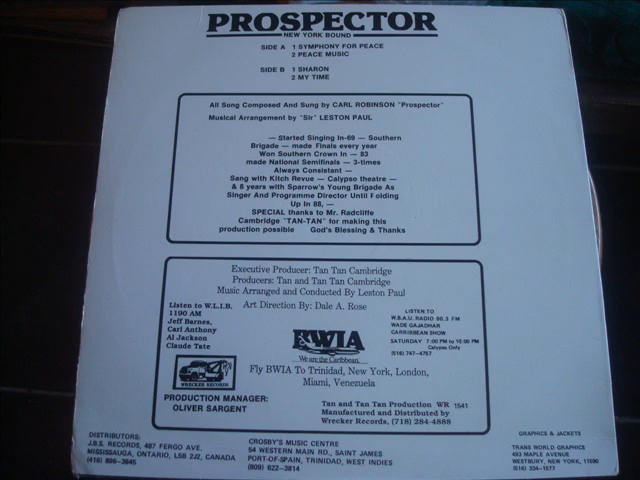 PROSPECTOR
NEW YORK BOUND
SIDE A 1 SYMPHONY FOR PEACE
2 PEACE MUSIC
SIDE B 1 SHARON
2 MY TIME
All Song Composed And Sung by CARL ROBINSON "Prospector"
Musical Arrangement by "Sir" LESTON PAUL
— Started Singing In-69 — Southern
Brigade — made Finals every year
Won Southern Crown In — 83
made National Semifinals — 3-times
Always Consistent —
Sang with Kitch Revue — Calypso theatre —
& 8 years with Sparrow's Young Brigade As
Singer And Programme Director Until Folding
Up In 88, —
SPECIAL thanks to Mr. Radcliffe
Cambridge "TAN-TAN" for making this
production possible God's Blessing & Thanks
Executive Producer: Tan Tan Cambridge
Producers: Tan and Tan Tan Cambridge
Music Arranged and Conducted By Leston Paul
Art Direction By: Dale A. Rose
Listen to W.L.I.B.
1190 AM
Jeff Barnes,
Carl Anthony
Al Jackson
Claude Tate
BWIA
We are the Caribbean.
LISTEN TO
W.B.A.U. RADIO 90.3 FM
WADE GAJADHAR
CARRIBBEAN SHOW
SATURDAY 7:00 PM to 10:00 PM
Calypso Only
(516) 747-4757
Fly BWIA To Trinidad, New York, London,
Miami, Venezuela
WRECKER RECORDS
PRODUCTION MANAGER:
OLIVER SARGENT
Tan and Tan Tan Production WR 1541
Manufactured and Distributed by
Wrecker Records, (718) 284-4888
DISTRIBUTORS:
J.B.S. RECORDS, 487 FERGO AVE.
MISSISSAUGA, ONTARIO, L5B 2J2, CANADA
(416) 896-3845
CROSBY'S MUSIC CENTRE
54 WESTERN MAIN RD., SAINT JAMES
PORT-OF-SPAIN, TRINIDAD, WEST INDIES
(809) 622-3814
GRAPHICS & JACKETS
TRANS WORLD GRAPHICS
493 MAPLE AVENUE
WESTBURY, NEW YORK, 11590
(516) 334-1577